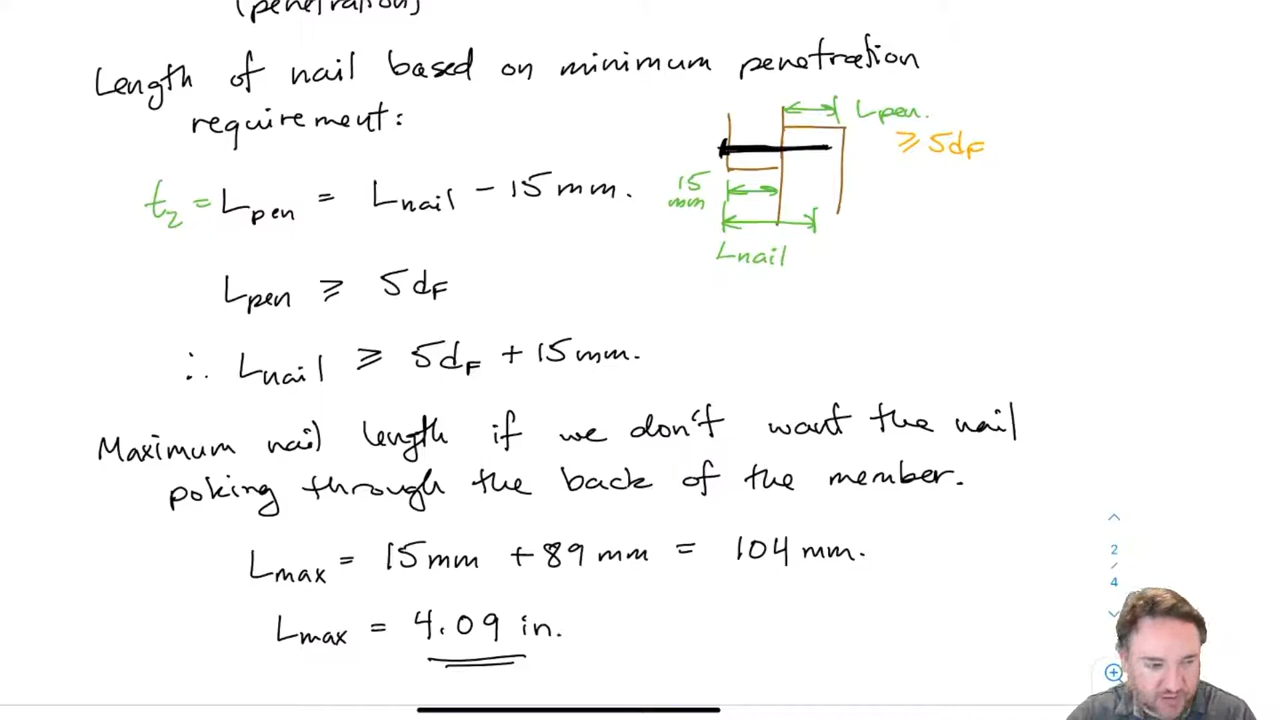 (penetration)
Length of nail based on minimum penetration
requirement:
Lpen.
≥ 5dF
15
mm
Lnail
t2 = Lpen = Lnail - 15 mm.
Lpen ≥ 5dF
∴ Lnail ≥ 5dF + 15 mm.
Maximum nail length if we don't want the nail
poking through the back of the member.
Lmax = 15 mm + 89 mm = 104 mm.
Lmax = 4.09 in.
2
/
4